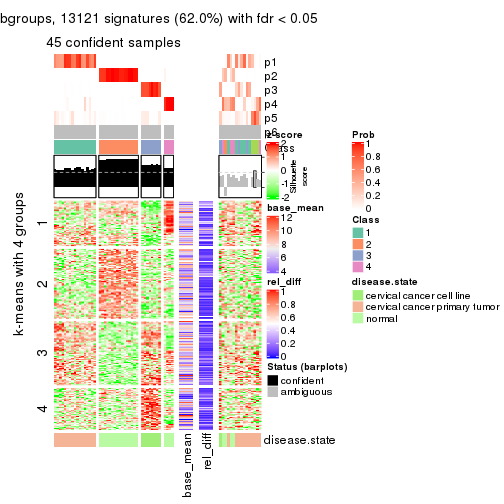 bgroups, 13121 signatures (62.0%) with fdr < 0.05
45 confident samples
p1
p2
p3
p4
p5
p6
Class
z-score
2
1
0
-1
-2
Silhouette
score
Prob
1
0.8
0.6
0.4
0.2
0
k-means with 4 groups
1
2
3
4
base_mean
12
10
8
6
4
Class
1
2
3
4
rel_diff
1
0.8
0.6
0.4
0.2
0
disease.state
cervical cancer cell line
cervical cancer primary tumor
normal
Status (barplots)
confident
ambiguous
disease.state
base_mean
rel_diff